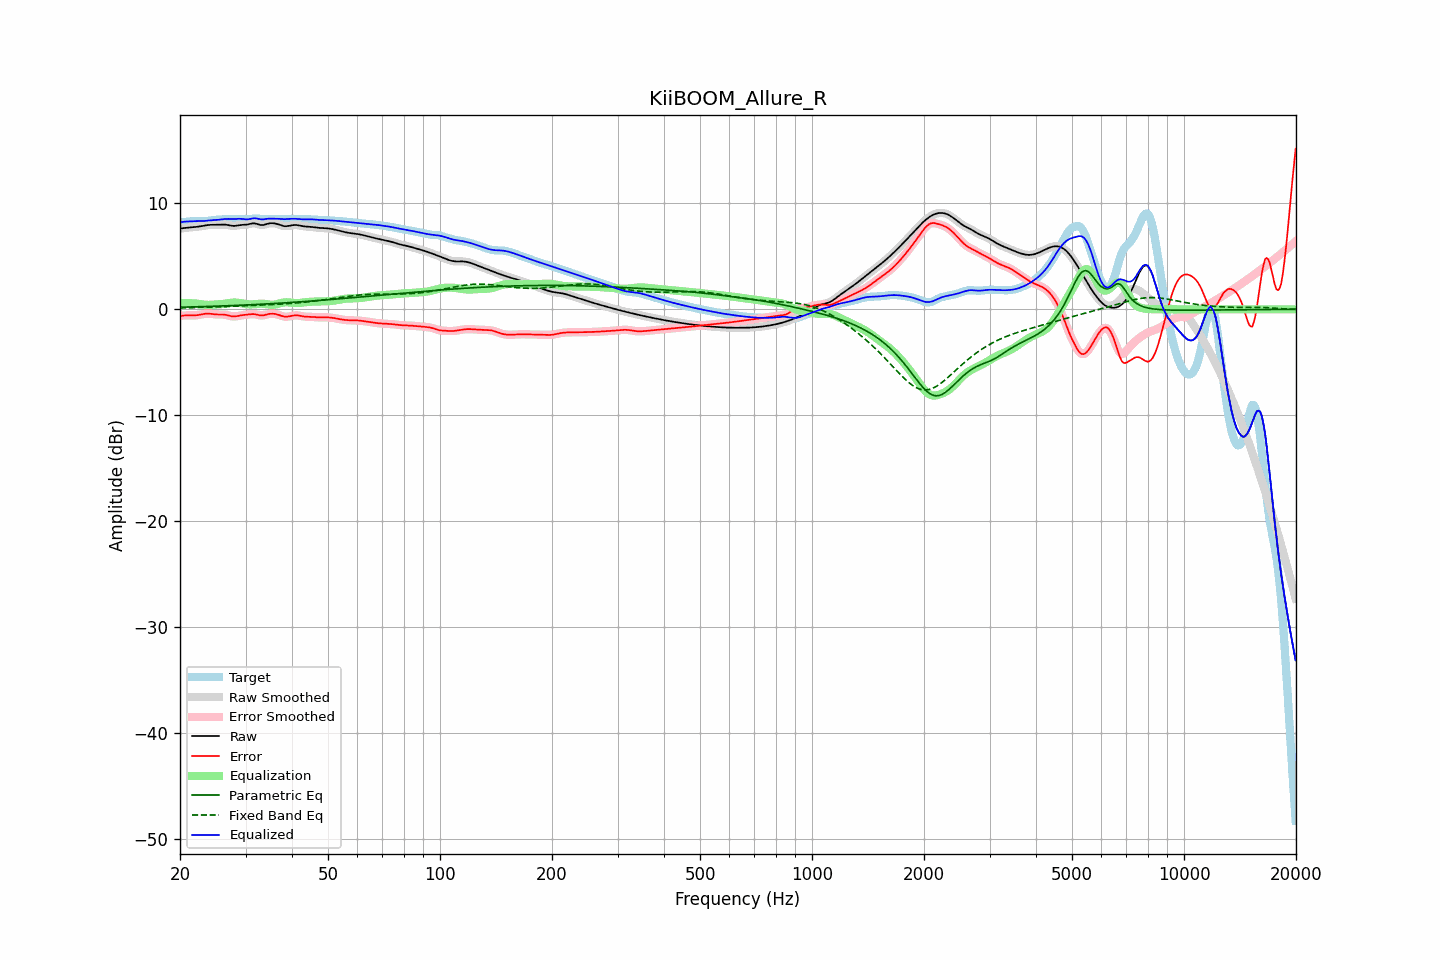 KiiBOOM_Allure_R
10
0
−10
−20
−30
−40
−50
Amplitude (dBr)
Target
Raw Smoothed
Error Smoothed
Raw
Error
Equalization
Parametric Eq
Fixed Band Eq
Equalized
20 50 100 200 500 1000 2000 5000 10000 20000
Frequency (Hz)